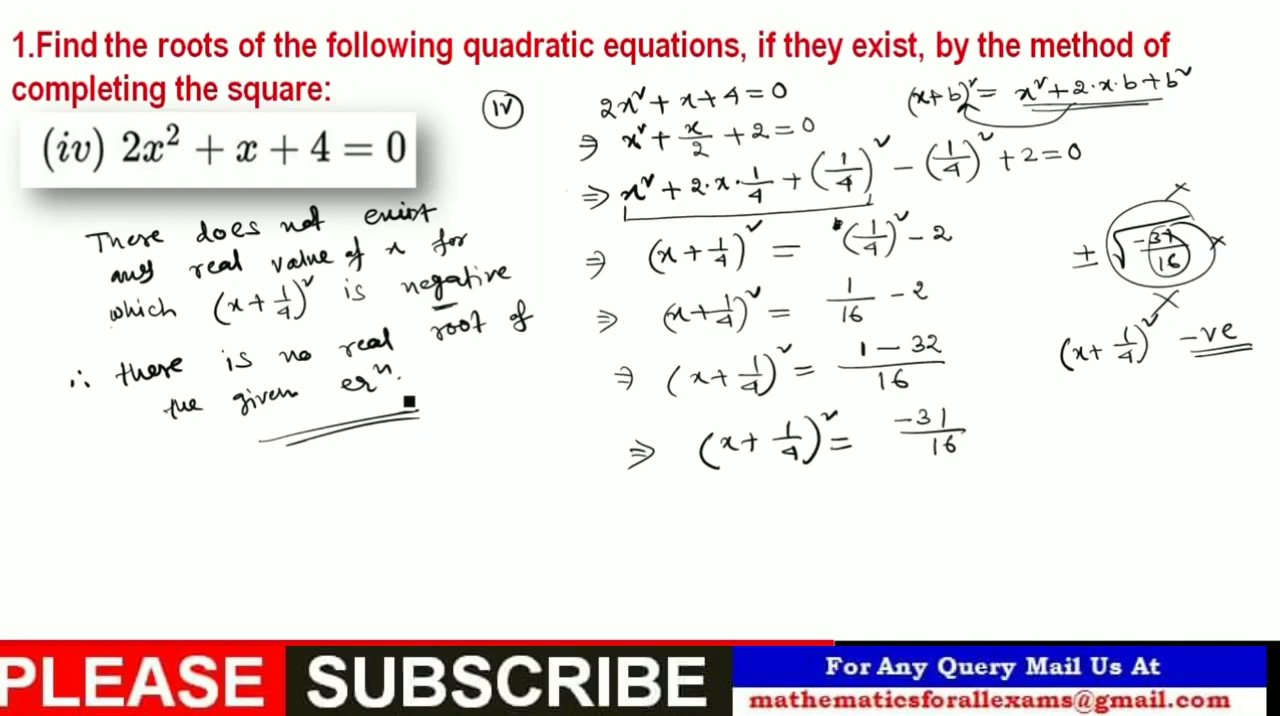 1.Find the roots of the following quadratic equations, if they exist, by the method of
completing the square:
(iv) 2x² + x + 4 = 0
There does not exist
any real value of x for
which (x + 1/4)² is negative
∴ there is no real root of
the given eqⁿ.
(iv)
2x² + x + 4 = 0
⇒ x² + x/2 + 2 = 0
⇒ x² + 2·x·1/4 + (1/4)² − (1/4)² + 2 = 0
⇒ (x + 1/4)² = (1/4)² − 2
⇒ (x + 1/4)² = 1/16 − 2
⇒ (x + 1/4)² = 1 − 32/16
⇒ (x + 1/4)² = −31/16
(x + b)² = x² + 2·x·b + b²
± √−31/16
(x + 1/4)² −ve
PLEASE SUBSCRIBE
For Any Query Mail Us At
mathematicsforallexams@gmail.com